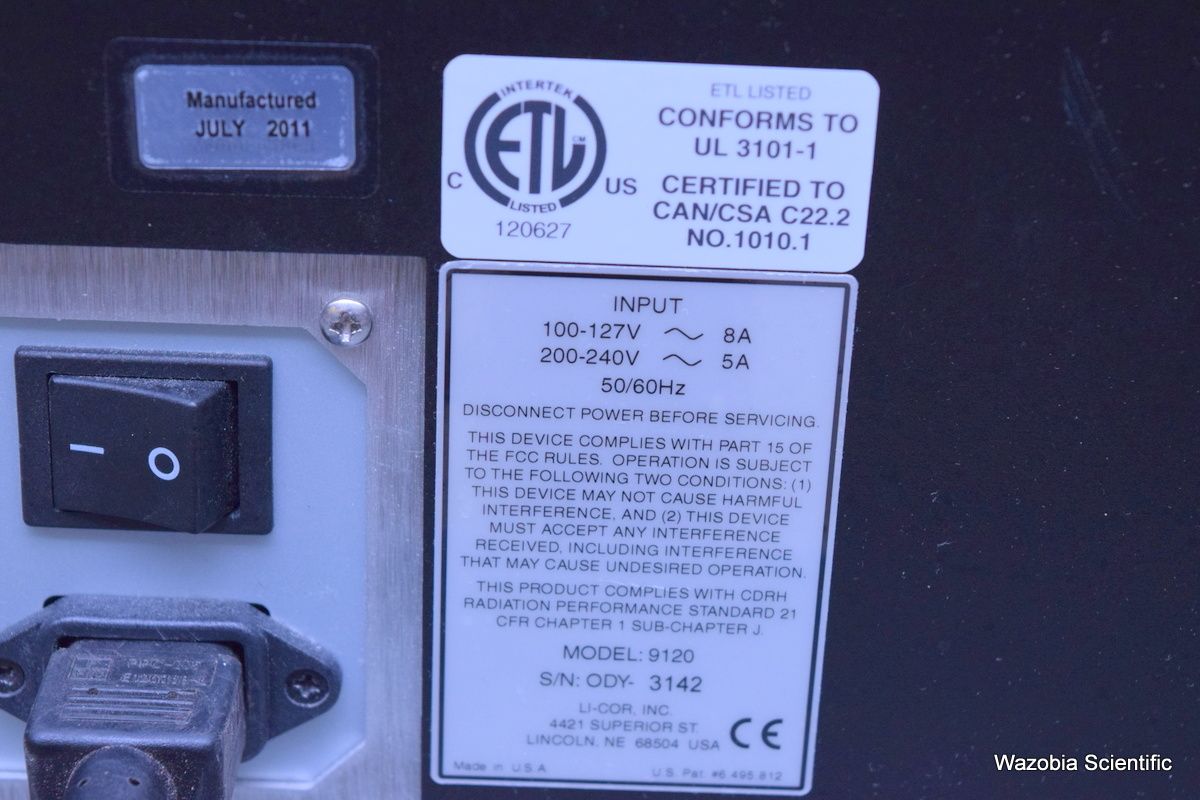 Manufactured
JULY 2011
INTERTEK
ETL CM
LISTED
C
US
120627
ETL LISTED
CONFORMS TO
UL 3101-1
CERTIFIED TO
CAN/CSA C22.2
NO.1010.1
INPUT
100-127V ~ 8A
200-240V ~ 5A
50/60Hz
DISCONNECT POWER BEFORE SERVICING.
THIS DEVICE COMPLIES WITH PART 15 OF
THE FCC RULES. OPERATION IS SUBJECT
TO THE FOLLOWING TWO CONDITIONS: (1)
THIS DEVICE MAY NOT CAUSE HARMFUL
INTERFERENCE, AND (2) THIS DEVICE
MUST ACCEPT ANY INTERFERENCE
RECEIVED, INCLUDING INTERFERENCE
THAT MAY CAUSE UNDESIRED OPERATION.
THIS PRODUCT COMPLIES WITH CDRH
RADIATION PERFORMANCE STANDARD 21
CFR CHAPTER 1 SUB-CHAPTER J.
MODEL: 9120
S/N: ODY- 3142
LI-COR, INC.
4421 SUPERIOR ST.
LINCOLN, NE 68504 USA
CE
Made in U.S.A.
U.S. Pat. #6,495,812
I O
Wazobia Scientific